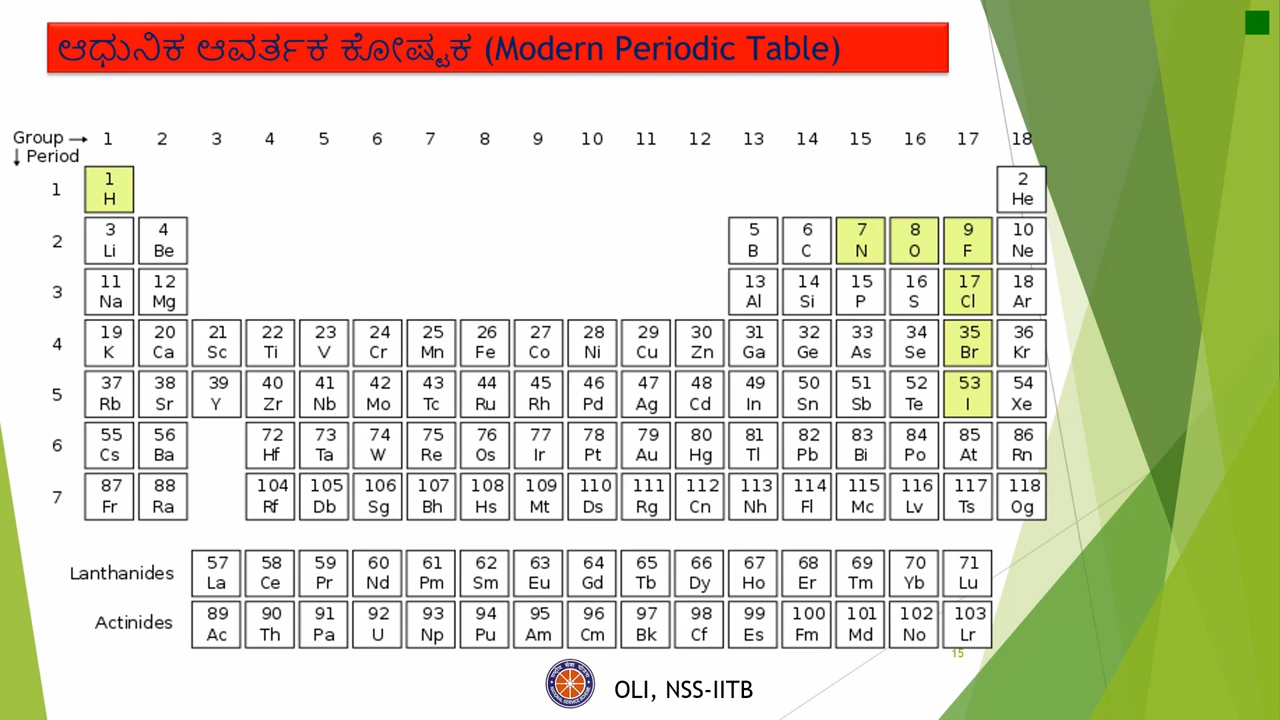 ಆಧುನಿಕ ಆವರ್ತಕ ಕೋಷ್ಟಕ (Modern Periodic Table)
Group → 1 2 3 4 5 6 7 8 9 10 11 12 13 14 15 16 17 18
↓ Period
1 2
1 H He
3 4 5 6 7 8 9 10
2 Li Be B C N O F Ne
11 12 13 14 15 16 17 18
3 Na Mg Al Si P S Cl Ar
19 20 21 22 23 24 25 26 27 28 29 30 31 32 33 34 35 36
4 K Ca Sc Ti V Cr Mn Fe Co Ni Cu Zn Ga Ge As Se Br Kr
37 38 39 40 41 42 43 44 45 46 47 48 49 50 51 52 53 54
5 Rb Sr Y Zr Nb Mo Tc Ru Rh Pd Ag Cd In Sn Sb Te I Xe
55 56 72 73 74 75 76 77 78 79 80 81 82 83 84 85 86
6 Cs Ba Hf Ta W Re Os Ir Pt Au Hg Tl Pb Bi Po At Rn
87 88 104 105 106 107 108 109 110 111 112 113 114 115 116 117 118
7 Fr Ra Rf Db Sg Bh Hs Mt Ds Rg Cn Nh Fl Mc Lv Ts Og
57 58 59 60 61 62 63 64 65 66 67 68 69 70 71
Lanthanides La Ce Pr Nd Pm Sm Eu Gd Tb Dy Ho Er Tm Yb Lu
89 90 91 92 93 94 95 96 97 98 99 100 101 102 103
Actinides Ac Th Pa U Np Pu Am Cm Bk Cf Es Fm Md No Lr
15
OLI, NSS-IITB